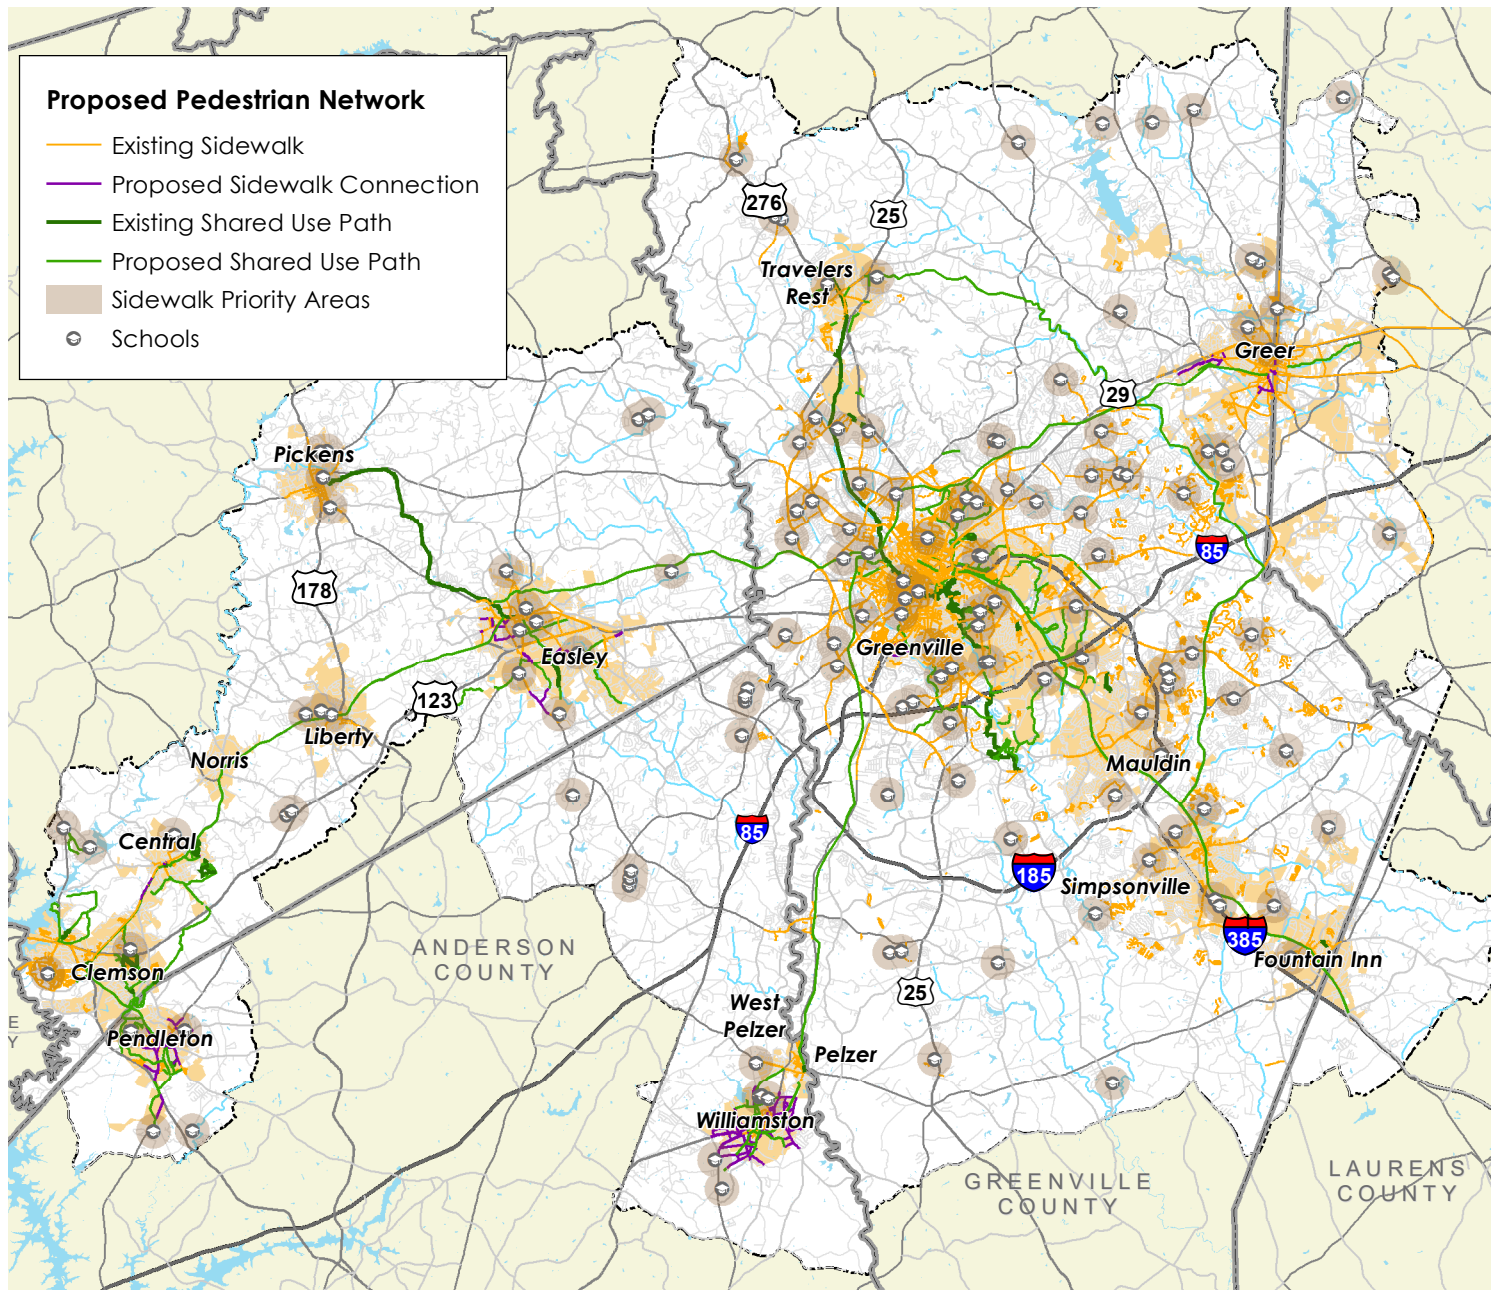 Proposed Pedestrian Network
Existing Sidewalk
Proposed Sidewalk Connection
Existing Shared Use Path
Proposed Shared Use Path
Sidewalk Priority Areas
Schools
276
25
Travelers
Rest
Greer
29
Pickens
178
85
Easley
Greenville
123
Liberty
Norris
Mauldin
Central
85
185
Simpsonville
385
ANDERSON
COUNTY
Clemson
Fountain Inn
25
West
Pelzer
E
Y
Pendleton
Pelzer
Williamston
GREENVILLE
COUNTY
LAURENS
COUNTY